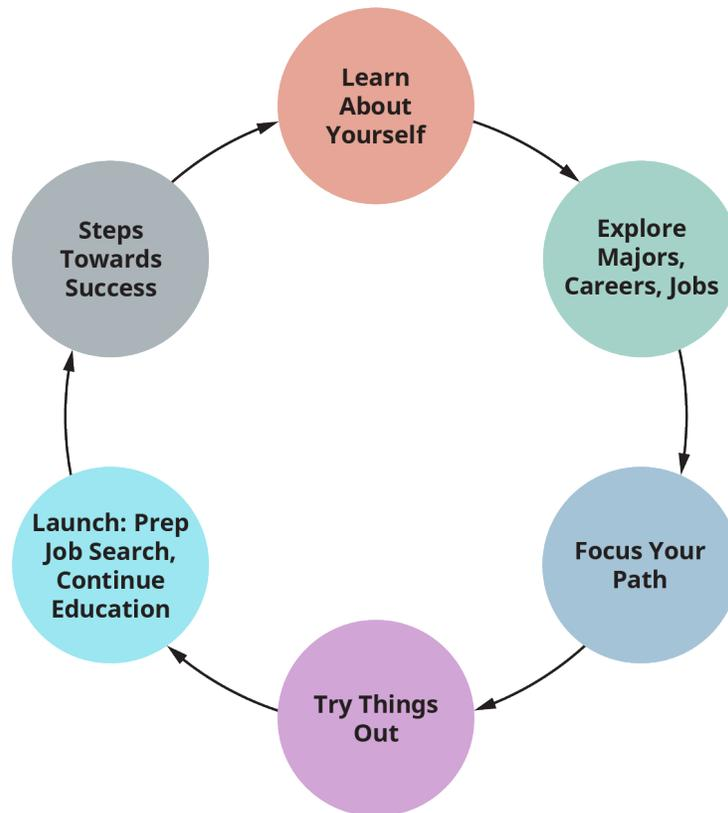 Learn
About
Yourself
Explore
Majors,
Careers, Jobs
Focus Your
Path
Try Things
Out
Launch: Prep
Job Search,
Continue
Education
Steps
Towards
Success